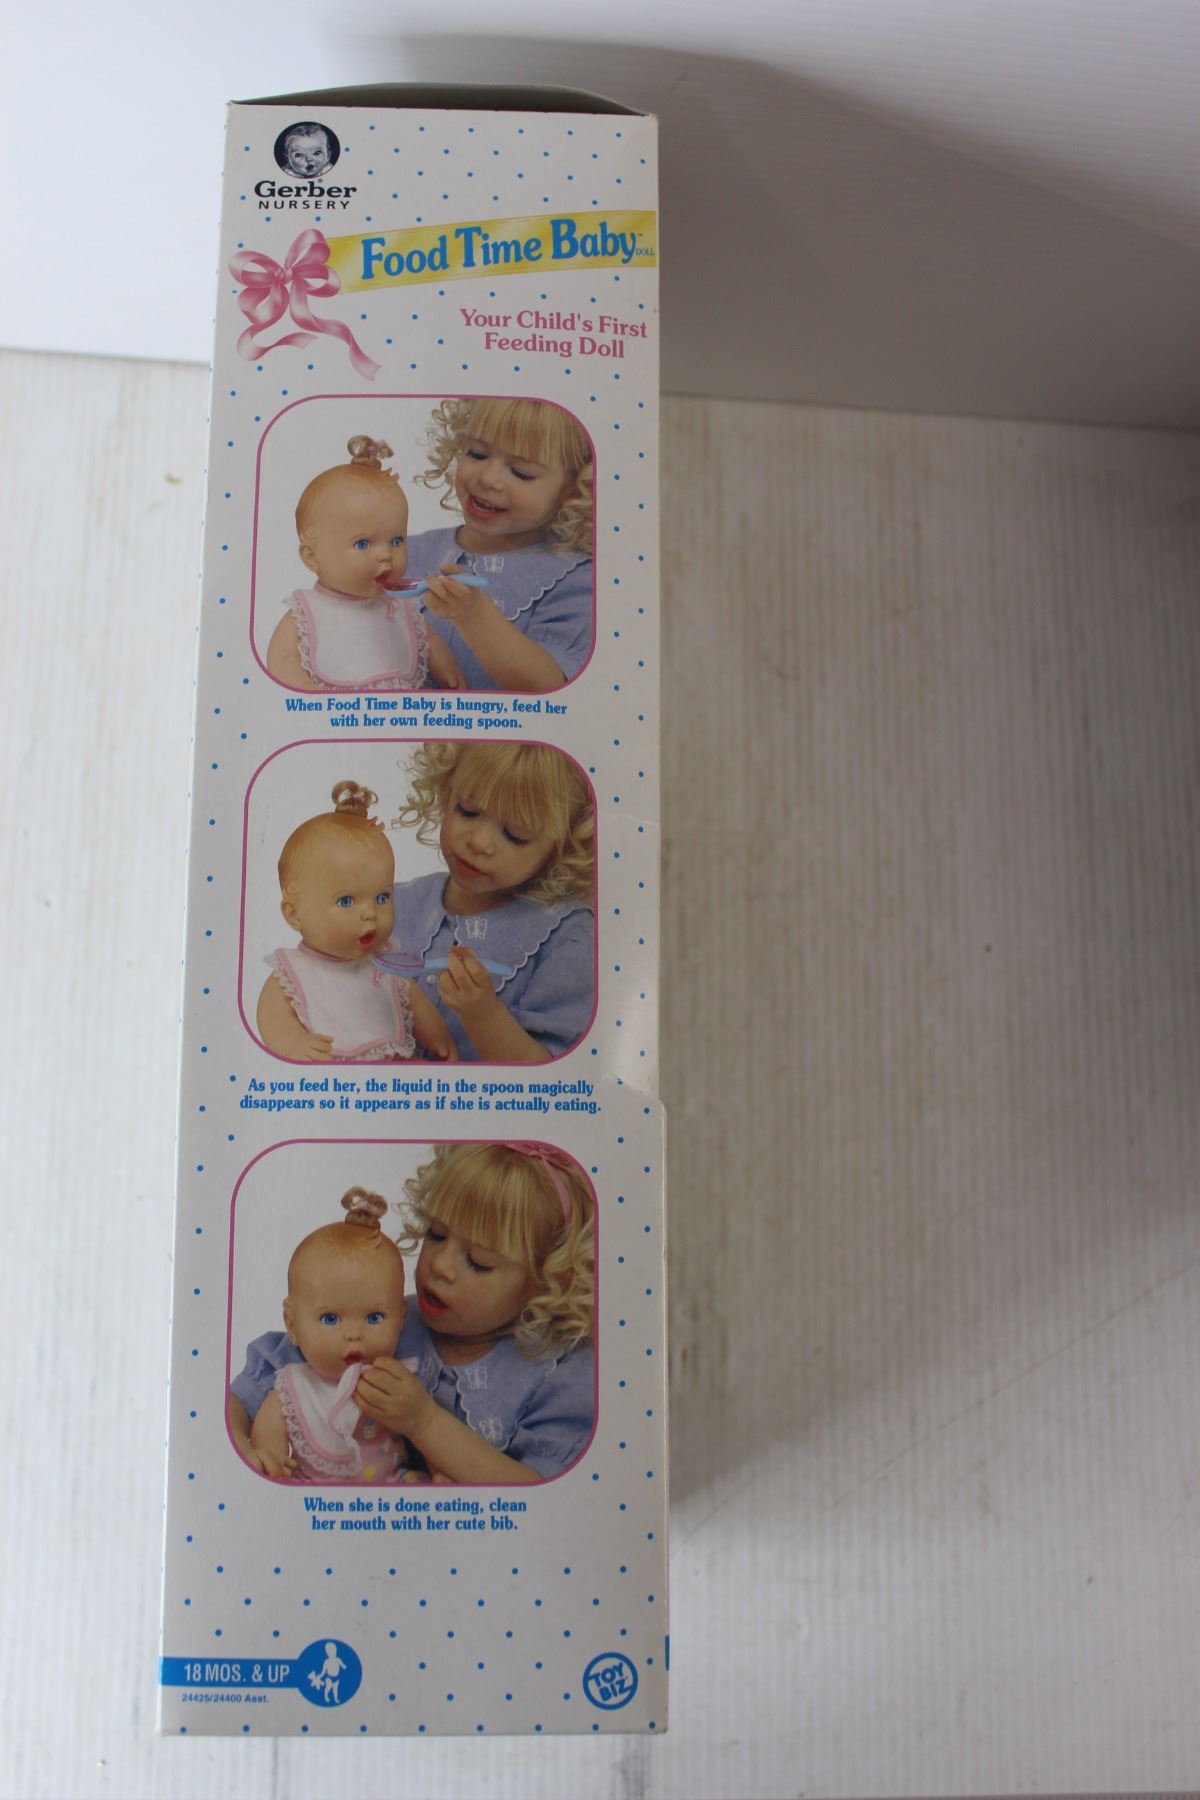 Gerber
NURSERY
Food Time Baby™ DOLL
Your Child's First
Feeding Doll
When Food Time Baby is hungry, feed her
with her own feeding spoon.
As you feed her, the liquid in the spoon magically
disappears so it appears as if she is actually eating.
When she is done eating, clean
her mouth with her cute bib.
18 MOS. & UP
24425/24400 Asst.
TOY
BIZ